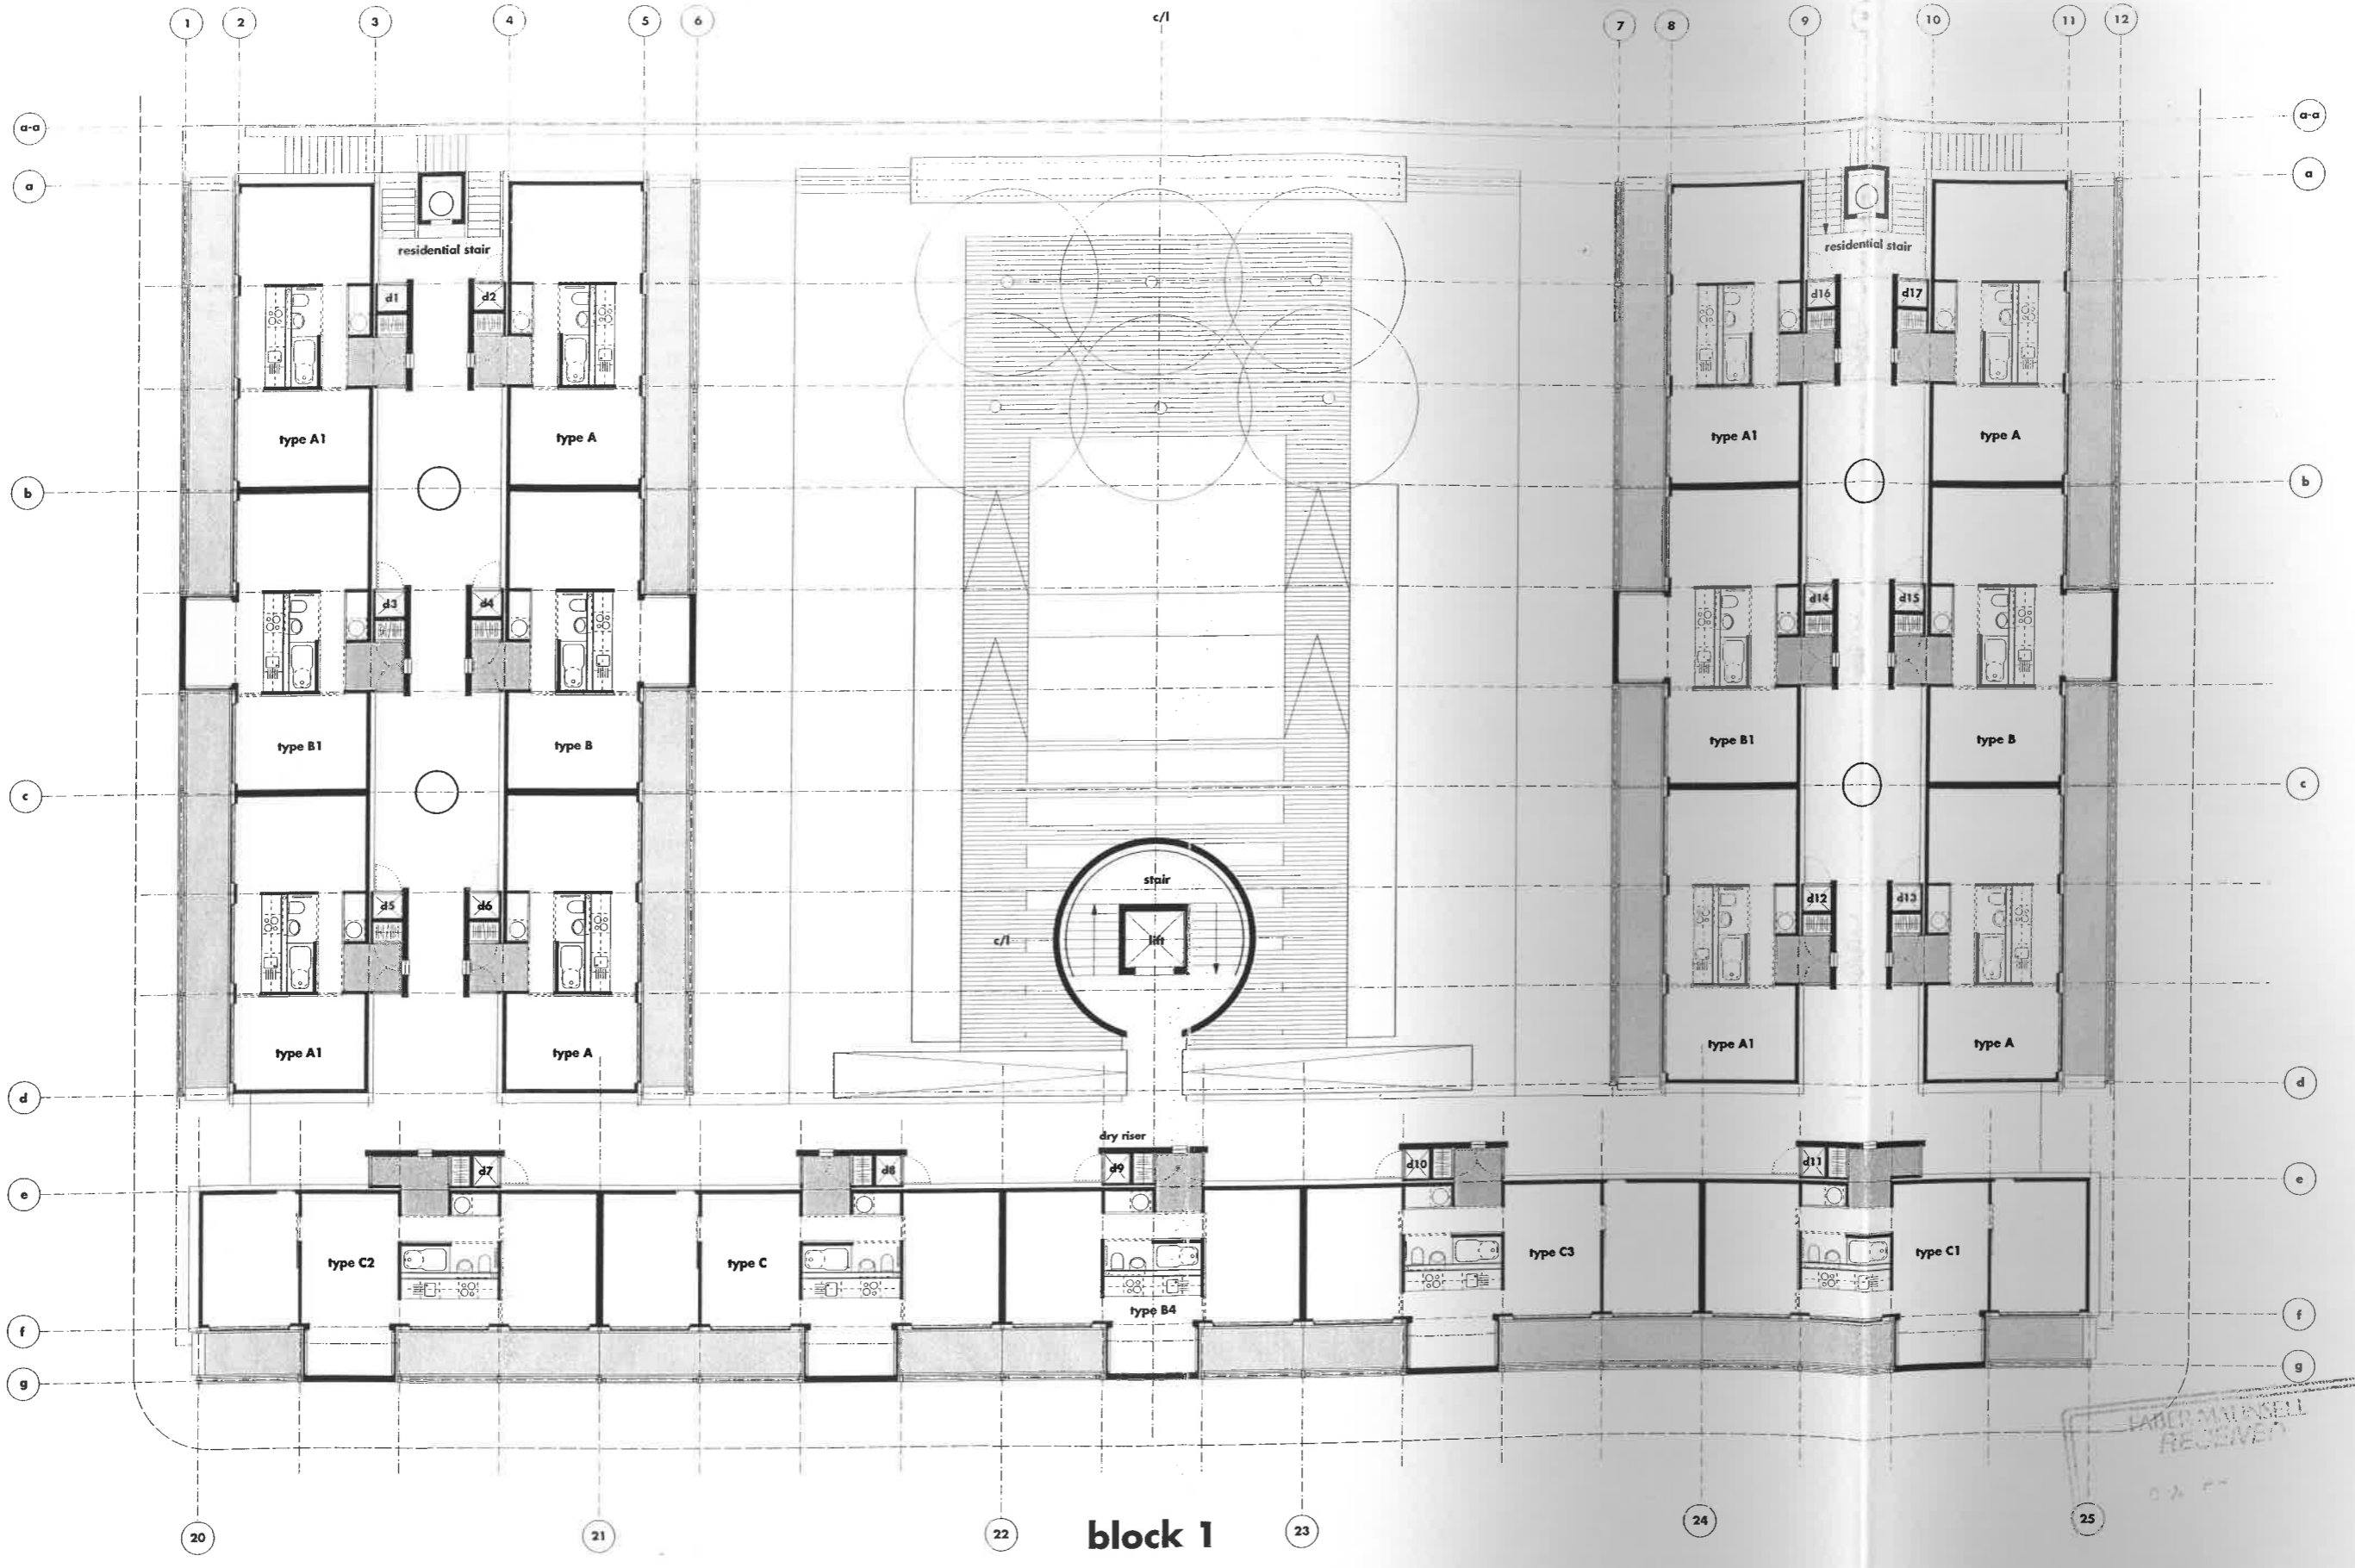 1 2 3 4 5 6 c/l 7 8 9 10 11 12
a-a a-a
a a
residential stair residential stair
d1 d2 d16 d17
type A1 type A type A1 type A
b b
d3 d4 d14 d15
type B1 type B type B1 type B
c c
stair
d5 d6 d12 d13
c/l lift
type A1 type A type A1 type A
d d
dry riser
d7 d8 d9 d10 d11
e e
type C2 type C type C3 type C1
type B4
f f
g g
FABER MAUNSELL
RECEIVED
20 21 22 23 24 25
block 1